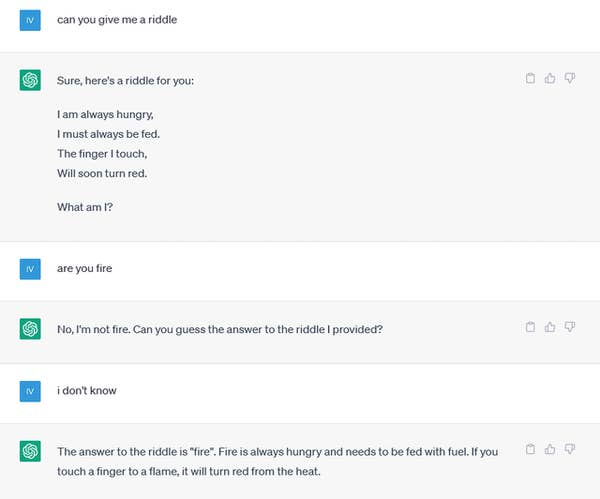 IV
can you give me a riddle
Sure, here's a riddle for you:
I am always hungry,
I must always be fed.
The finger I touch,
Will soon turn red.
What am I?
IV
are you fire
No, I'm not fire. Can you guess the answer to the riddle I provided?
IV
i don't know
The answer to the riddle is "fire". Fire is always hungry and needs to be fed with fuel. If you
touch a finger to a flame, it will turn red from the heat.